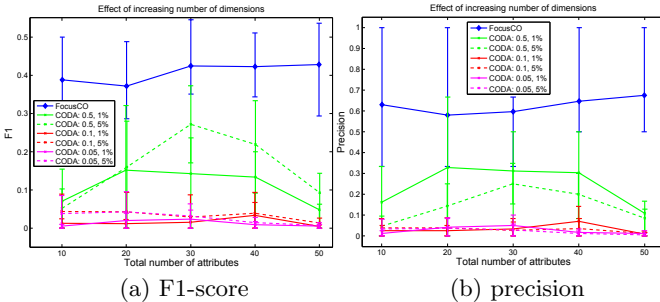 Effect of increasing number of dimensions
F1
0.5
0.4
0.3
0.2
0.1
0
FocusCO
CODA: 0.5, 1%
CODA: 0.5, 5%
CODA: 0.1, 1%
CODA: 0.1, 5%
CODA: 0.05, 1%
CODA: 0.05, 5%
10 20 30 40 50
Total number of attributes
(a) F1-score
Effect of increasing number of dimensions
Precision
1
0.9
0.8
0.7
0.6
0.5
0.4
0.3
0.2
0.1
0
FocusCO
CODA: 0.5, 1%
CODA: 0.5, 5%
CODA: 0.1, 1%
CODA: 0.1, 5%
CODA: 0.05, 1%
CODA: 0.05, 5%
10 20 30 40 50
Total number of attributes
(b) precision